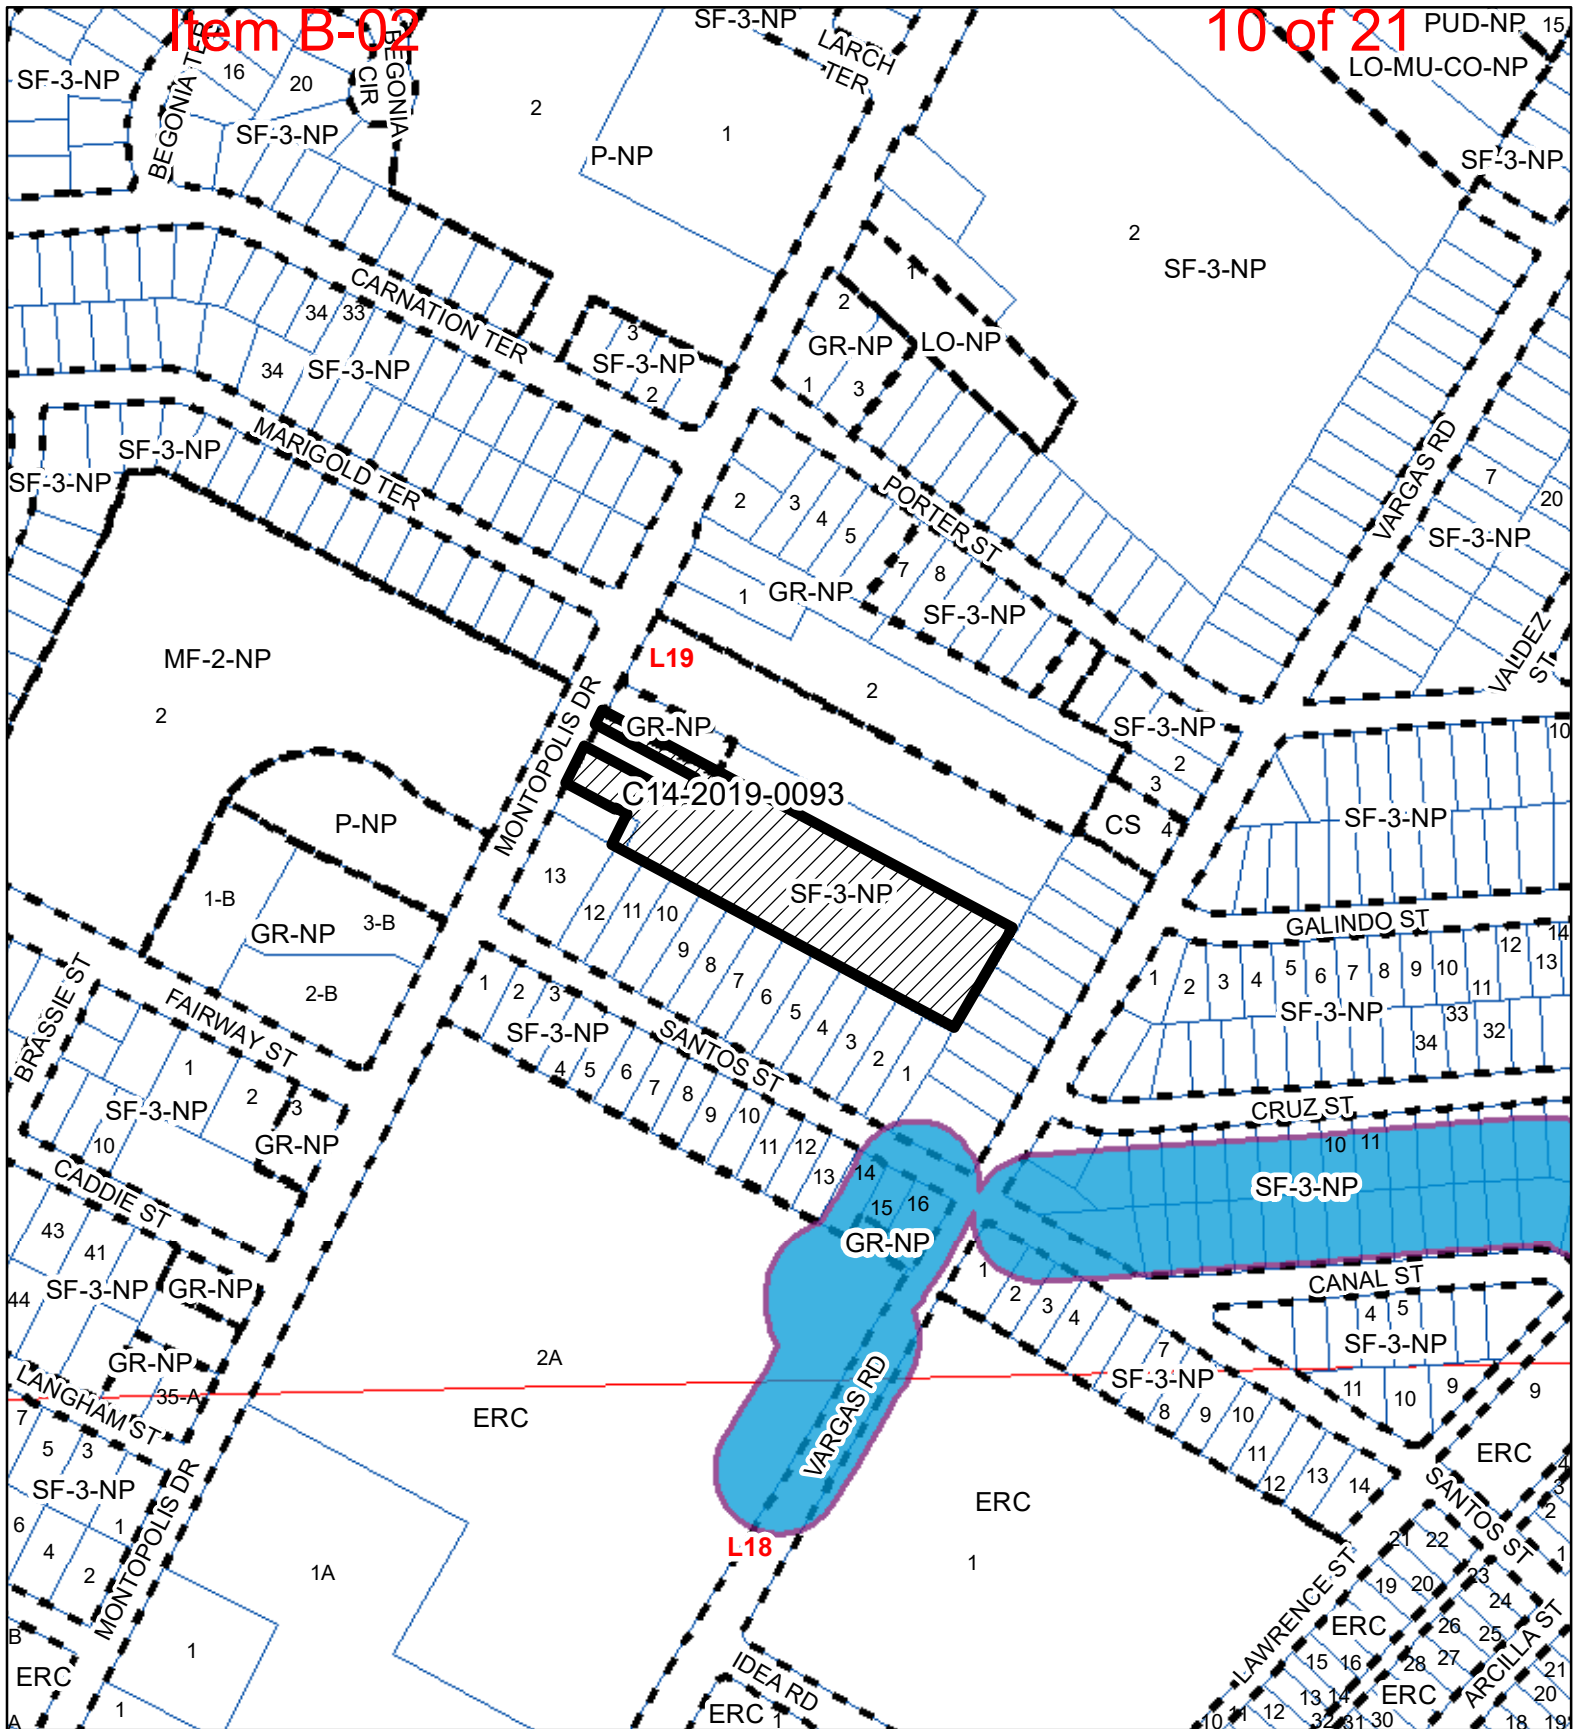 Item B-02
10 of 21
SF-3-NP
PUD-NP
15
LO-MU-CO-NP
SF-3-NP
BEGONIA TER
16
20
BEGONIA
CIR
SF-3-NP
2
1
P-NP
LARCH
TER
SF-3-NP
2
SF-3-NP
CARNATION TER
34
33
34
SF-3-NP
3
SF-3-NP
2
1
2
GR-NP
LO-NP
1
3
MARIGOLD TER
SF-3-NP
SF-3-NP
VARGAS RD
7
20
SF-3-NP
2
3
4
5
PORTER ST
7
8
1
GR-NP
SF-3-NP
VALDEZ
ST
MF-2-NP
2
L19
2
MONTOPOLIS DR
GR-NP
SF-3-NP
2
3
10
C14-2019-0093
CS
4
SF-3-NP
P-NP
13
SF-3-NP
1-B
3-B
GR-NP
12
11
10
9
8
7
6
5
4
3
2
1
GALINDO ST
12
14
1
2
3
4
5
6
7
8
9
10
11
13
SF-3-NP
33
32
34
BRASSIE ST
2-B
FAIRWAY ST
1
2
3
SF-3-NP
SANTOS ST
4
5
6
7
8
9
10
11
12
13
14
15
16
1
2
3
SF-3-NP
GR-NP
10
CRUZ ST
10
11
SF-3-NP
CADDIE ST
43
41
44
SF-3-NP
GR-NP
GR-NP
GR-NP
35-A
LANGHAM ST
1
2
3
4
CANAL ST
4
5
SF-3-NP
7
SF-3-NP
8
9
10
11
12
13
14
11
10
9
9
2A
ERC
VARGAS RD
7
5
3
SF-3-NP
6
1
4
2
MONTOPOLIS DR
ERC
ERC
L18
1
1A
1
4
3
2
1
SANTOS ST
21
22
19
20
23
24
LAWRENCE ST
ERC
26
25
27
28
15
16
13
14
ERC
12
11
10
32
31
30
ARCILLA ST
21
20
18
19
B
ERC
A
1
IDEA RD
ERC
1